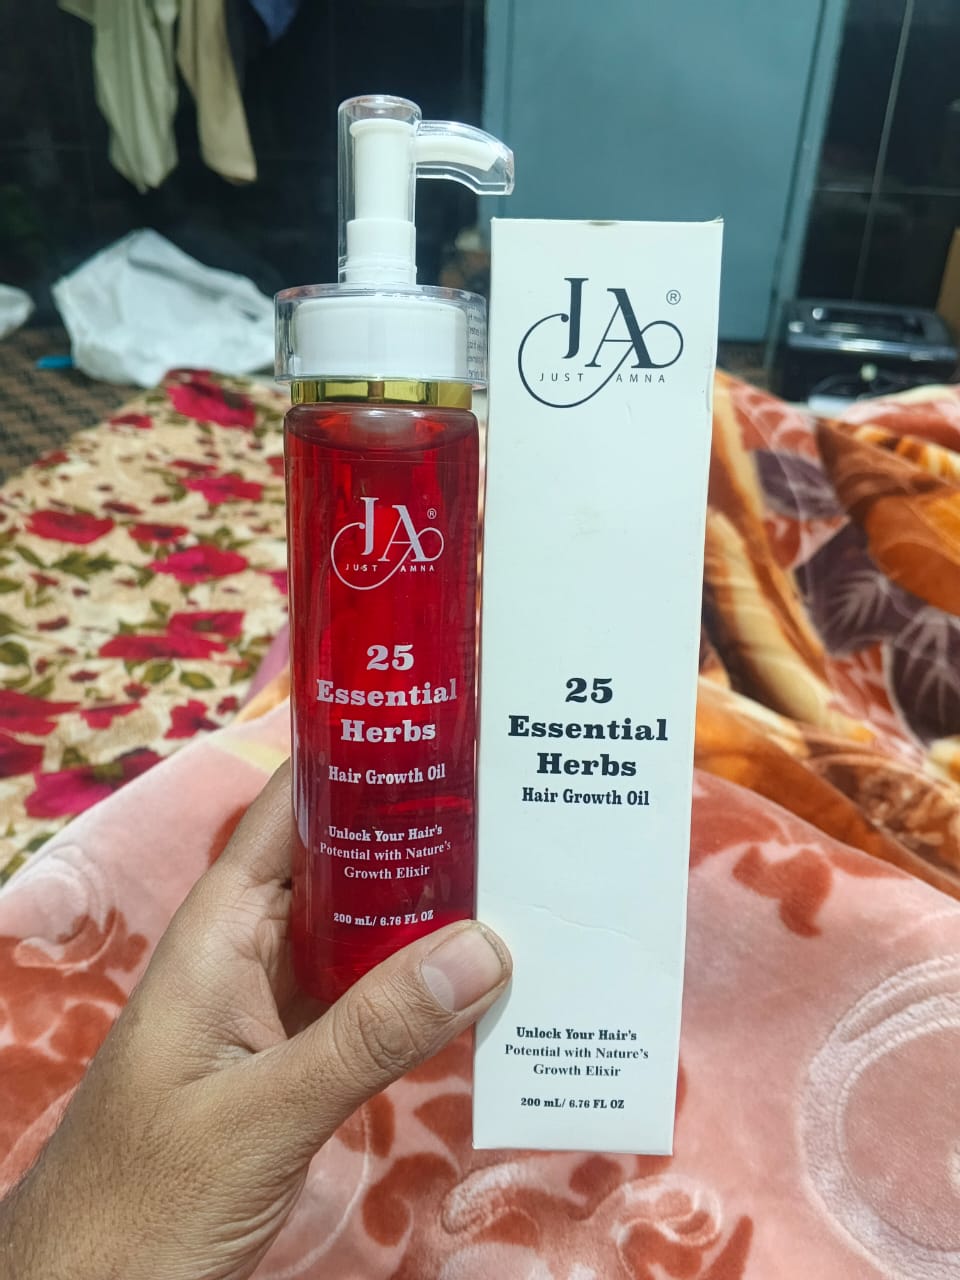 JA®
JUST AMNA
25
Essential
Herbs
Hair Growth Oil
Unlock Your Hair's
Potential with Nature's
Growth Elixir
200 mL/ 6.76 FL OZ
JA®
JUST AMNA
25
Essential
Herbs
Hair Growth Oil
Unlock Your Hair's
Potential with Nature's
Growth Elixir
200 mL/ 6.76 FL OZ